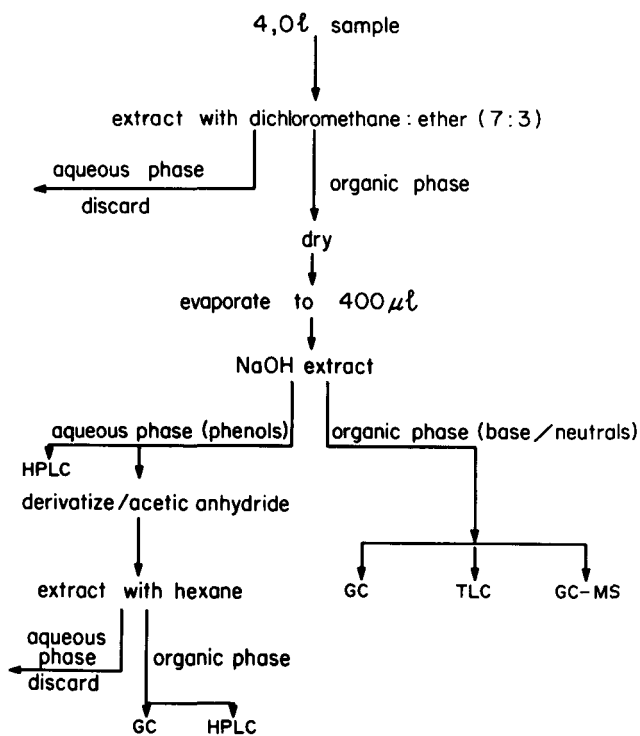 4,0ℓ sample
extract with dichloromethane : ether (7:3)
aqueous phase
discard
organic phase
dry
evaporate to 400μℓ
NaOH extract
aqueous phase (phenols)
organic phase (base/neutrals)
HPLC
derivatize/acetic anhydride
extract with hexane
aqueous
phase
discard
organic phase
GC HPLC
GC TLC GC-MS